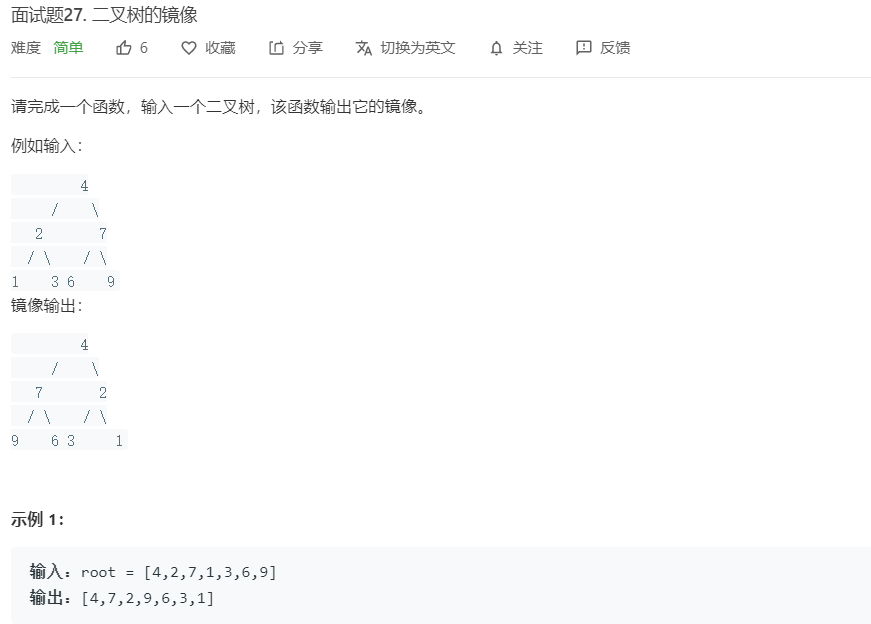 面试题27. 二叉树的镜像
难度 简单 6 收藏 分享 切换为英文 关注 反馈
请完成一个函数，输入一个二叉树，该函数输出它的镜像。
例如输入：
4
/ \
2 7
/ \ / \
1 3 6 9
镜像输出：
4
/ \
7 2
/ \ / \
9 6 3 1
示例 1：
输入：root = [4,2,7,1,3,6,9]
输出：[4,7,2,9,6,3,1]